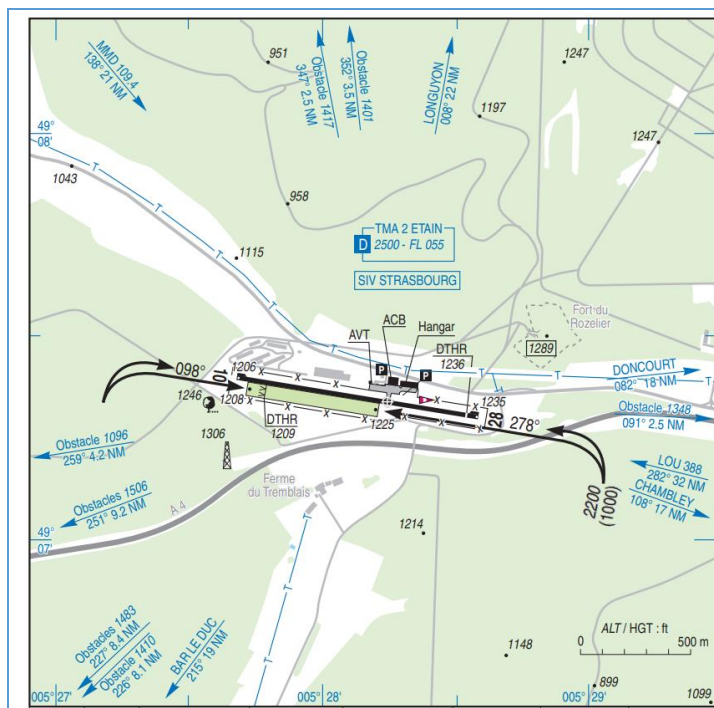 MMD 109.4
138° 21 NM
951
Obstacle 1417
347° 2.5 NM
Obstacle 1401
352° 3.5 NM
LONGUYON
008° 22 NM
1247
1197
1247
49°
08'
1043
958
1115
TMA 2 ETAIN
D 2500 - FL 055
SIV STRASBOURG
Fort du
Rozelier
1289
AVT
ACB
Hangar
DTHR
1236
P
P
098°
10
1206
1246
1208
DTHR
1209
1225
1235
28
278°
DONCOURT
082° 18 NM
Obstacle 1348
091° 2.5 NM
Obstacle 1096
259° 4.2 NM
1306
LOU 388
282° 32 NM
CHAMBLEY
108° 17 NM
Obstacles 1506
251° 9.2 NM
A 4
Ferme
du Tremblais
2200
(1000)
49°
07'
1214
Obstacles 1483
227° 8.4 NM
Obstacle 1410
226° 8.1 NM
BAR LE DUC
215° 19 NM
1148
ALT / HGT : ft
0 500 m
899
1099
005° 27'
005° 28'
005° 29'